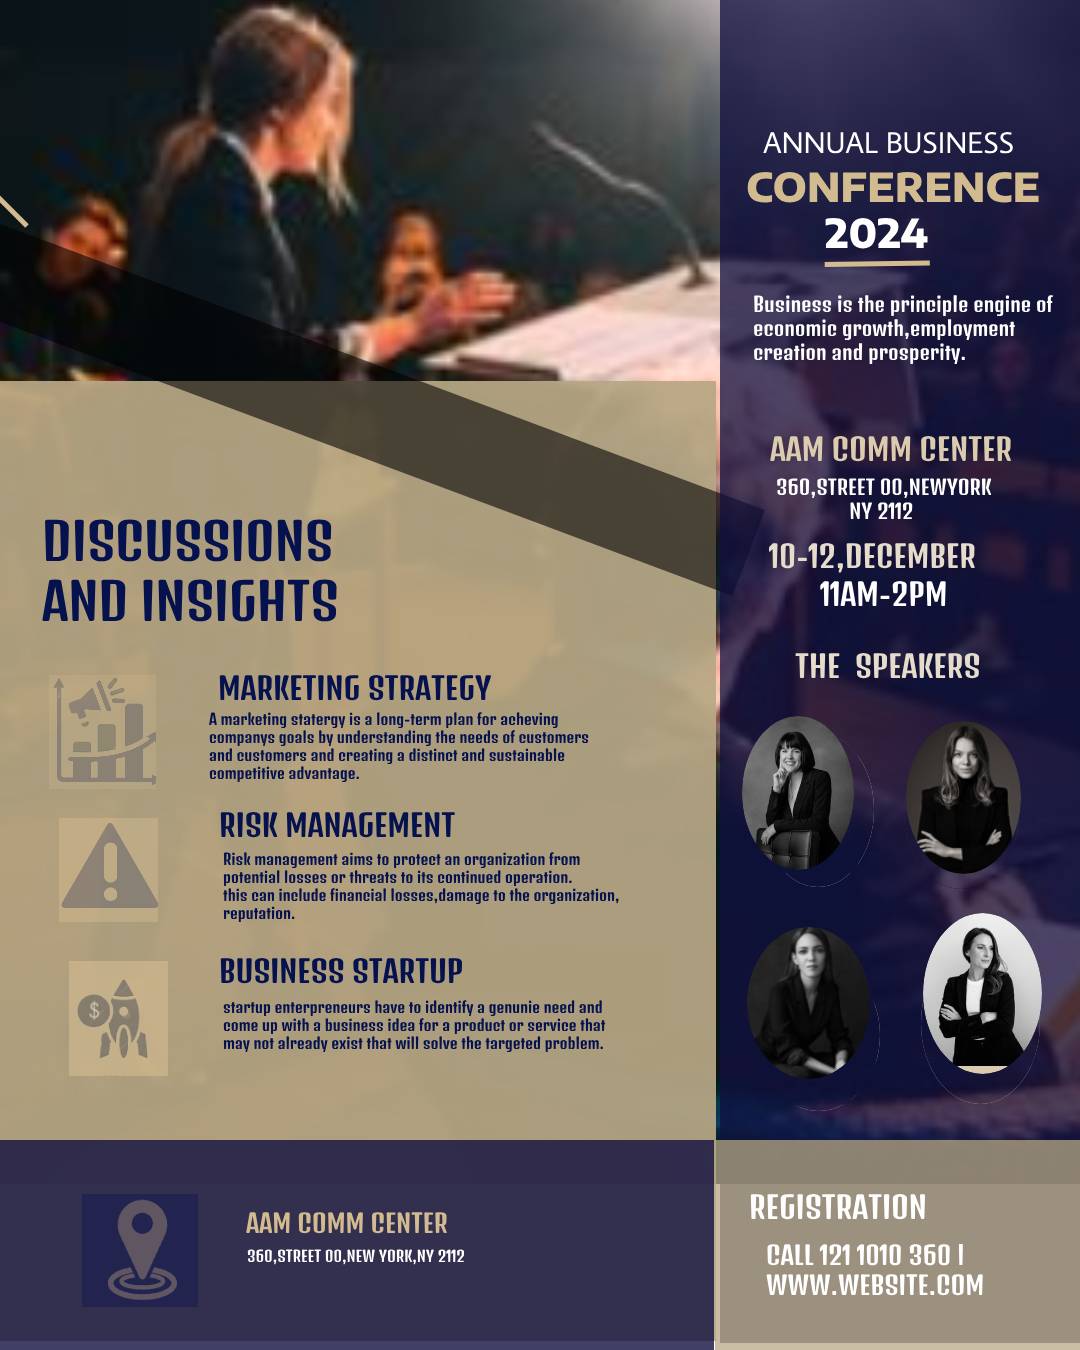 ANNUAL BUSINESS
CONFERENCE
2024
Business is the principle engine of
economic growth,employment
creation and prosperity.
AAM COMM CENTER
360,STREET 00,NEWYORK
NY 2112
10-12,DECEMBER
11AM-2PM
THE SPEAKERS
DISCUSSIONS
AND INSIGHTS
MARKETING STRATEGY
A marketing statergy is a long-term plan for acheving
companys goals by understanding the needs of customers
and customers and creating a distinct and sustainable
competitive advantage.
RISK MANAGEMENT
Risk management aims to protect an organization from
potential losses or threats to its continued operation.
this can include financial losses,damage to the organization,
reputation.
$
BUSINESS STARTUP
startup enterpreneurs have to identify a genunie need and
come up with a business idea for a product or service that
may not already exist that will solve the targeted problem.
AAM COMM CENTER
360,STREET 00,NEW YORK,NY 2112
REGISTRATION
CALL 121 1010 360 |
WWW.WEBSITE.COM